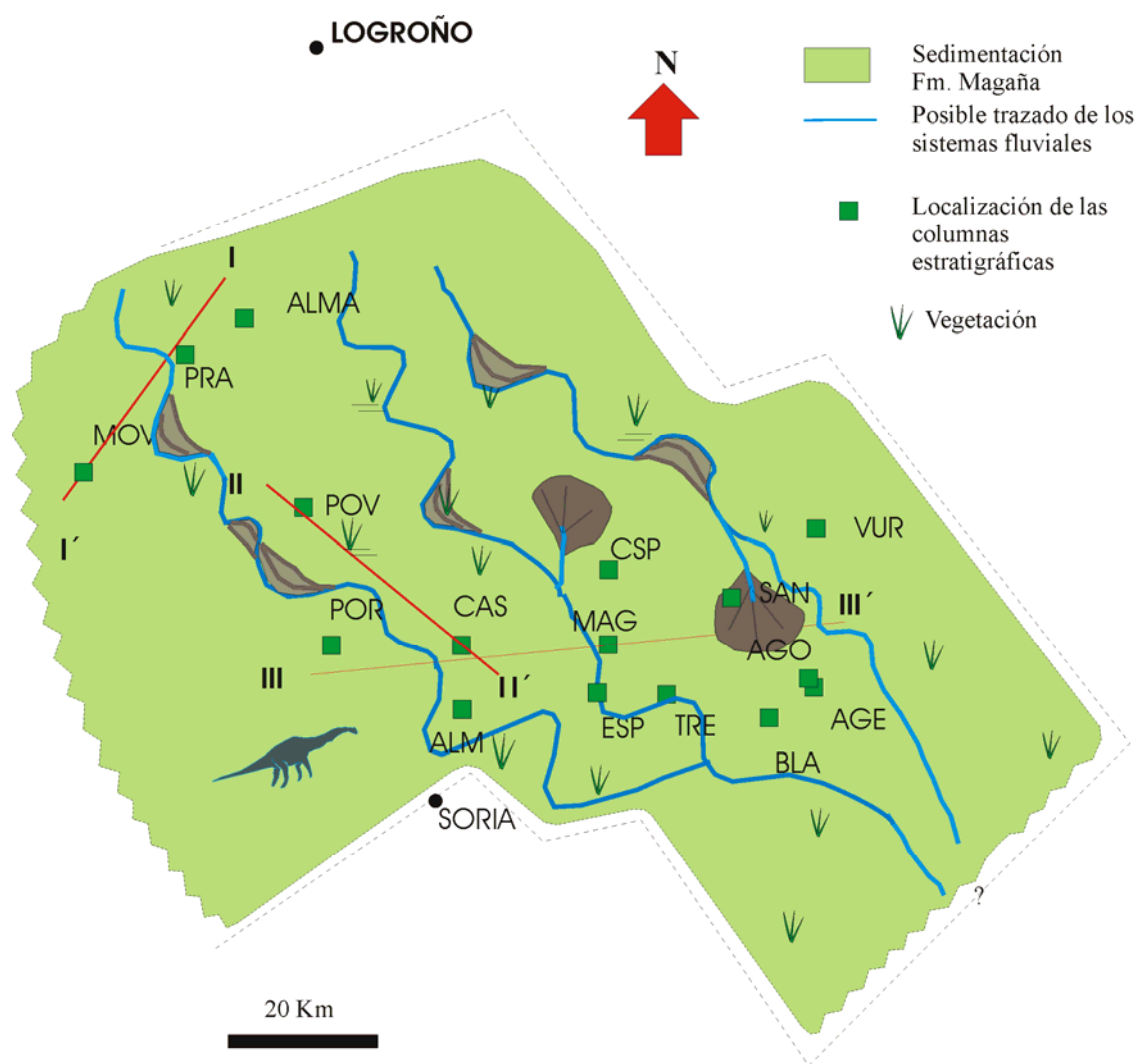 LOGROÑO
N
Sedimentación
Fm. Magaña
Posible trazado de los
sistemas fluviales
Localización de las
columnas
estratigráficas
Vegetación
I
ALMA
PRA
MOV
II
POV
I´
VUR
CSP
SAN
POR
CAS
MAG
III´
AGO
III
II´
ALM
ESP
TRE
AGE
BLA
SORIA
?
20 Km